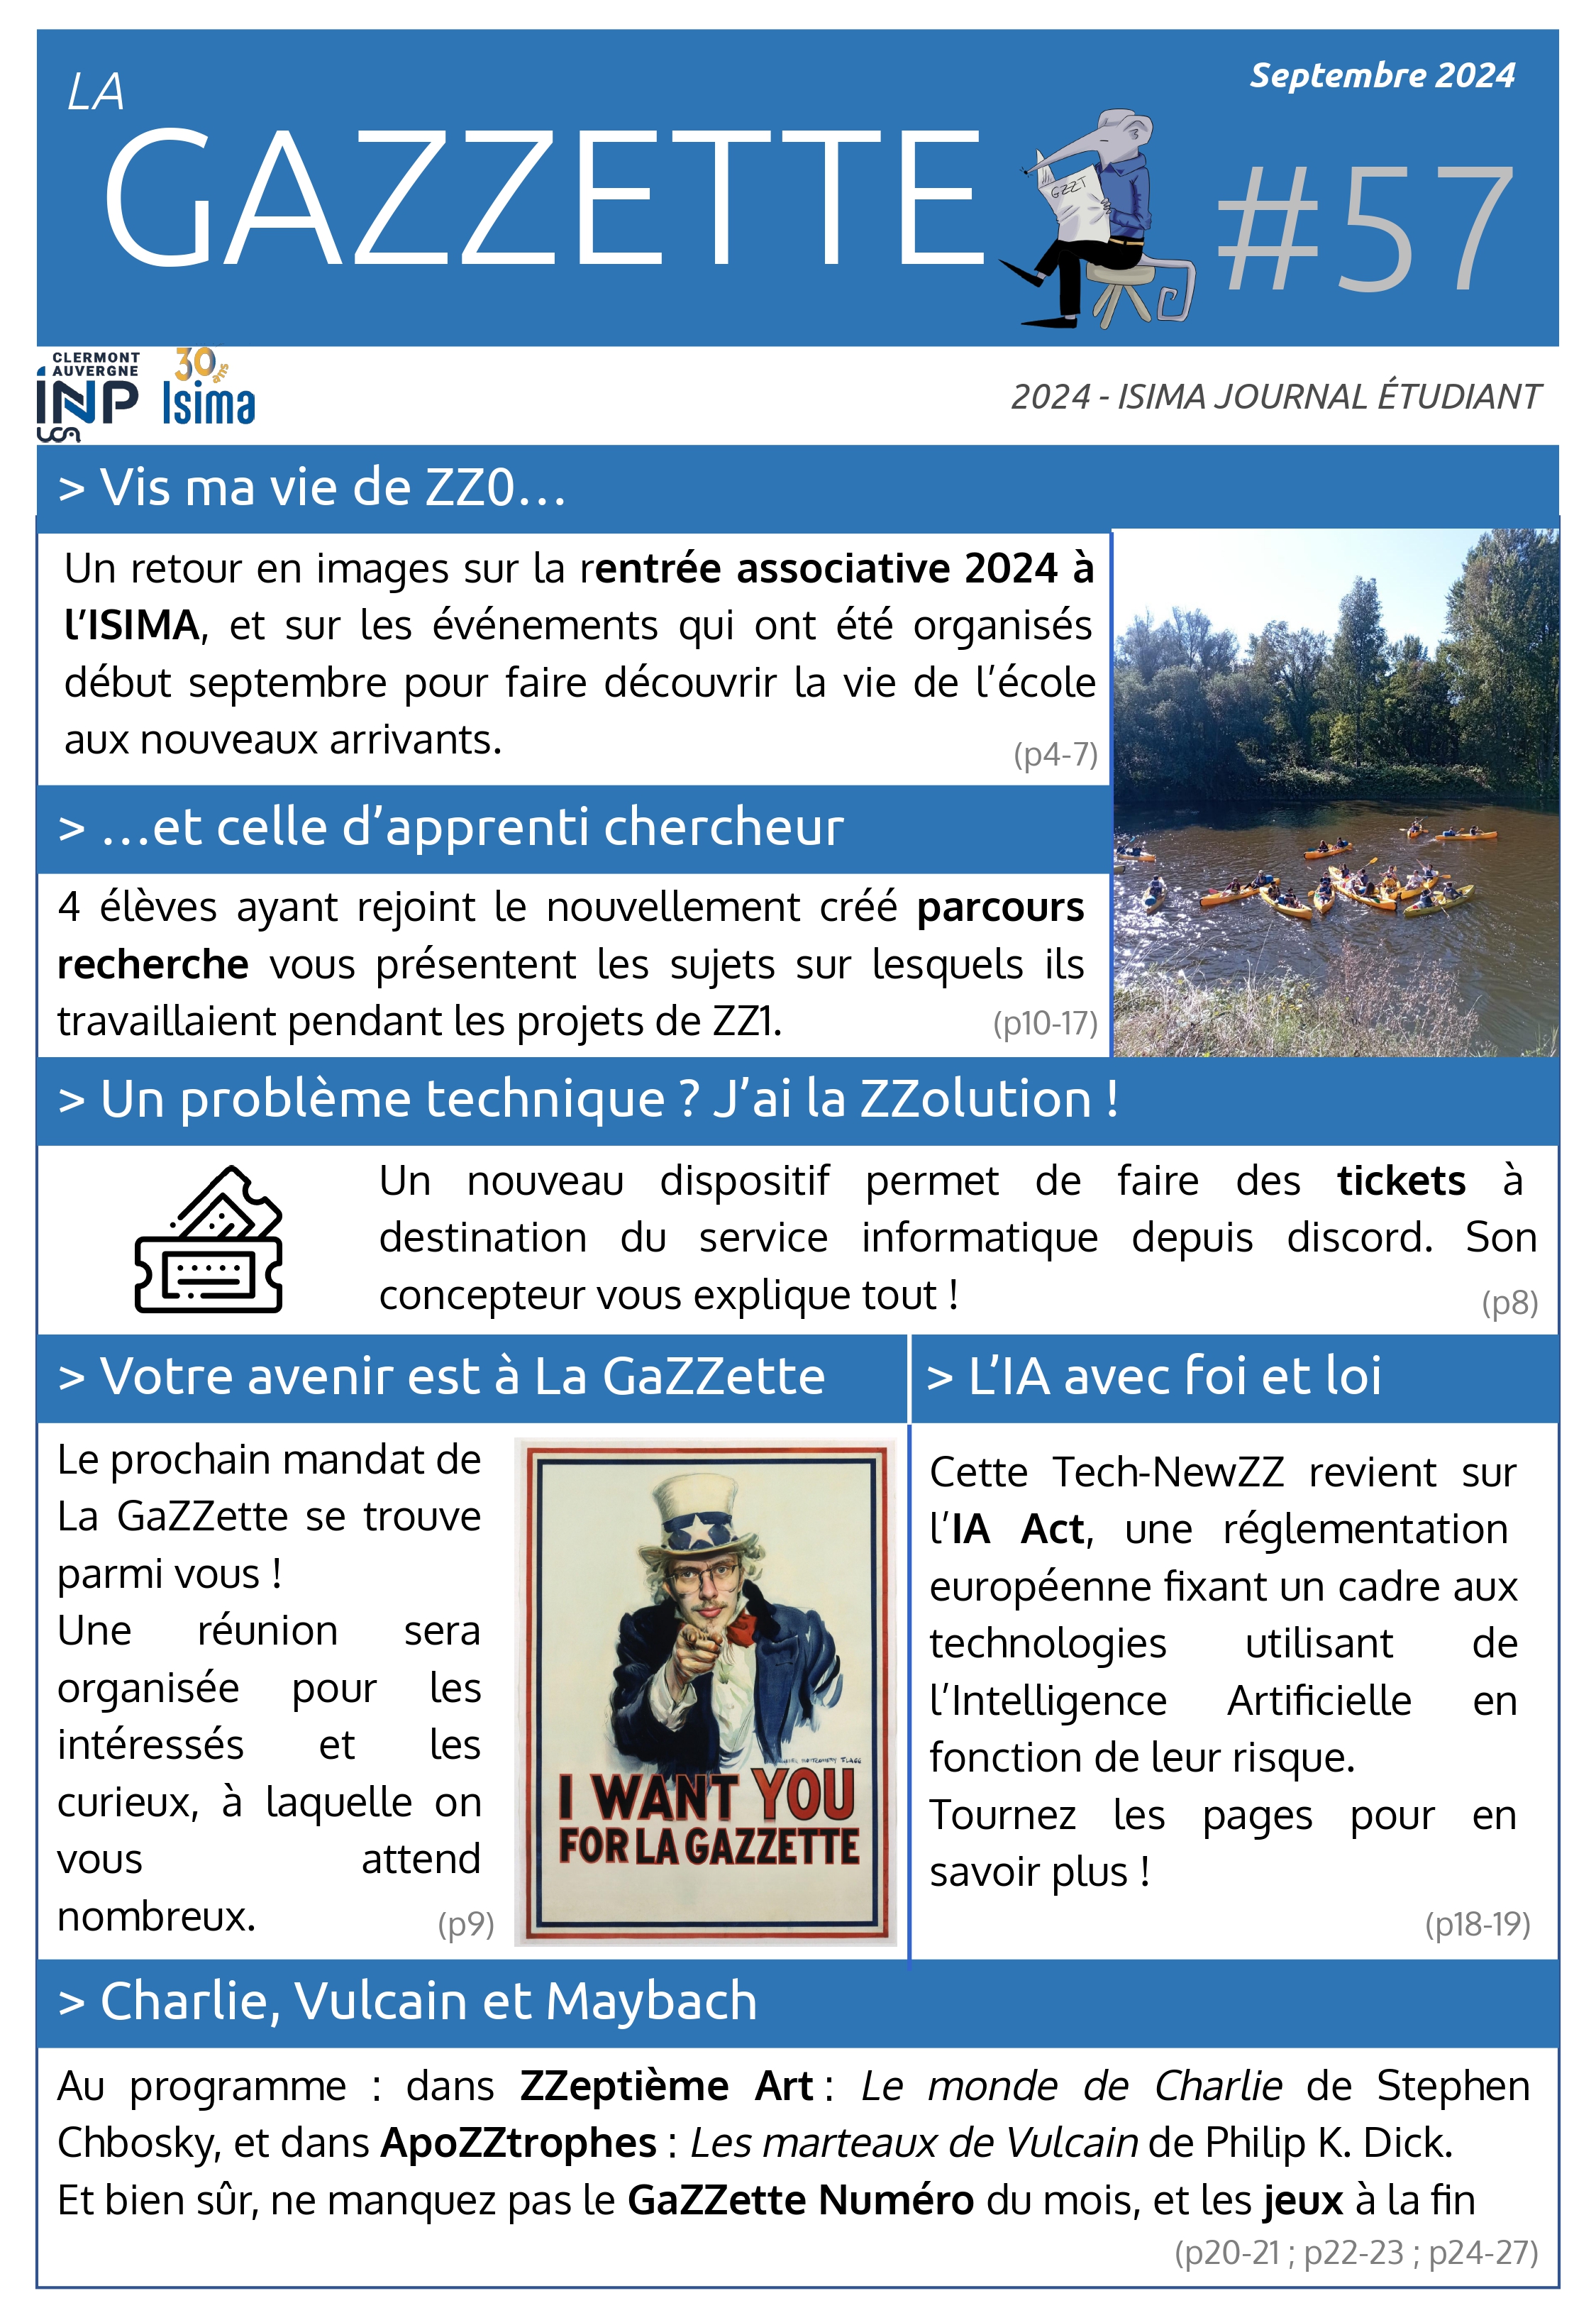 LA
Septembre 2024
GAZZETTE
GZZT
#57
CLERMONT
AUVERGNE
INP
UCA
30
ans
Isima
2024 - ISIMA JOURNAL ÉTUDIANT
> Vis ma vie de ZZ0…
Un retour en images sur la rentrée associative 2024 à
l’ISIMA, et sur les événements qui ont été organisés
début septembre pour faire découvrir la vie de l’école
aux nouveaux arrivants.
(p4-7)
> …et celle d’apprenti chercheur
4 élèves ayant rejoint le nouvellement créé parcours
recherche vous présentent les sujets sur lesquels ils
travaillaient pendant les projets de ZZ1.
(p10-17)
> Un problème technique ? J’ai la ZZolution !
Un nouveau dispositif permet de faire des tickets à
destination du service informatique depuis discord. Son
concepteur vous explique tout !
(p8)
> Votre avenir est à La GaZZette
Le prochain mandat de
La GaZZette se trouve
parmi vous !
Une réunion sera
organisée pour les
intéressés et les
curieux, à laquelle on
vous attend
nombreux.
(p9)
I WANT YOU
FOR LA GAZZETTE
> L’IA avec foi et loi
Cette Tech-NewZZ revient sur
l’IA Act, une réglementation
européenne fixant un cadre aux
technologies utilisant de
l’Intelligence Artificielle en
fonction de leur risque.
Tournez les pages pour en
savoir plus !
(p18-19)
> Charlie, Vulcain et Maybach
Au programme : dans ZZeptième Art : Le monde de Charlie de Stephen
Chbosky, et dans ApoZZtrophes : Les marteaux de Vulcain de Philip K. Dick.
Et bien sûr, ne manquez pas le GaZZette Numéro du mois, et les jeux à la fin
(p20-21 ; p22-23 ; p24-27)